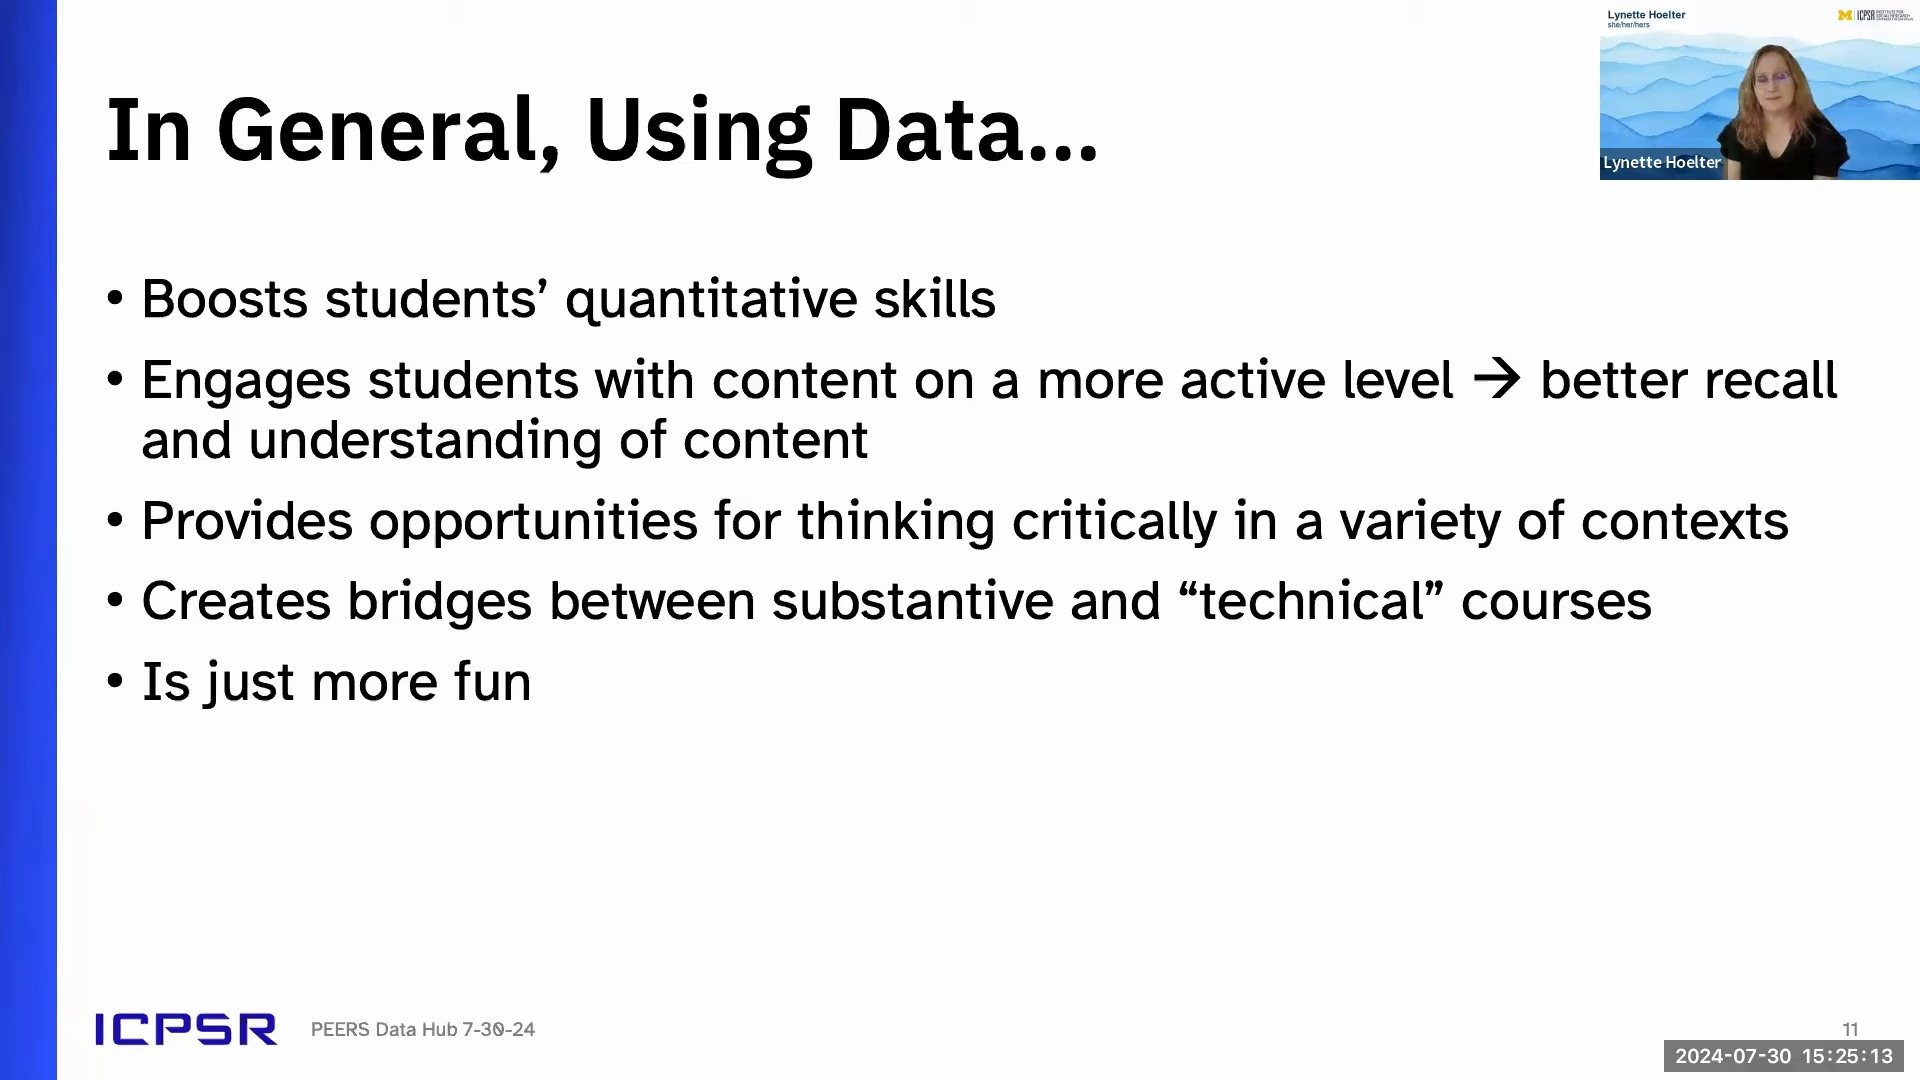 Lynette Hoelter
she/her/hers
M ICPSR
In General, Using Data...
Lynette Hoelter
• Boosts students’ quantitative skills
• Engages students with content on a more active level → better recall
and understanding of content
• Provides opportunities for thinking critically in a variety of contexts
• Creates bridges between substantive and “technical” courses
• Is just more fun
ICPSR PEERS Data Hub 7-30-24
11
2024-07-30 15:25:13